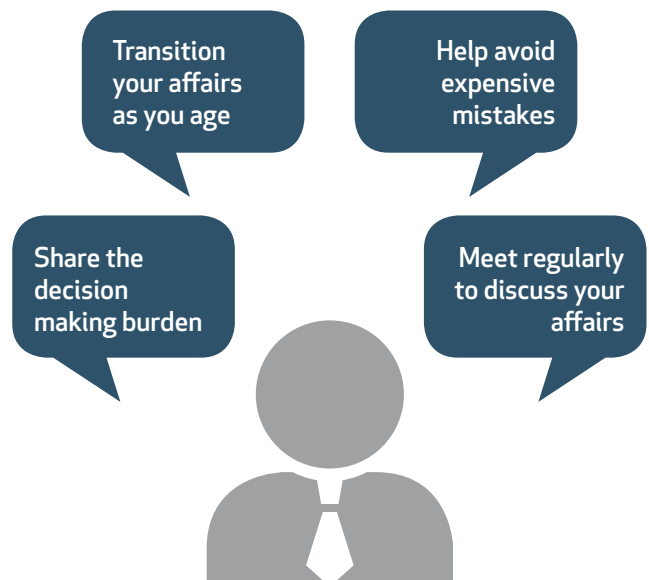 Transition
your affairs
as you age
Help avoid
expensive
mistakes
Share the
decision
making burden
Meet regularly
to discuss your
affairs